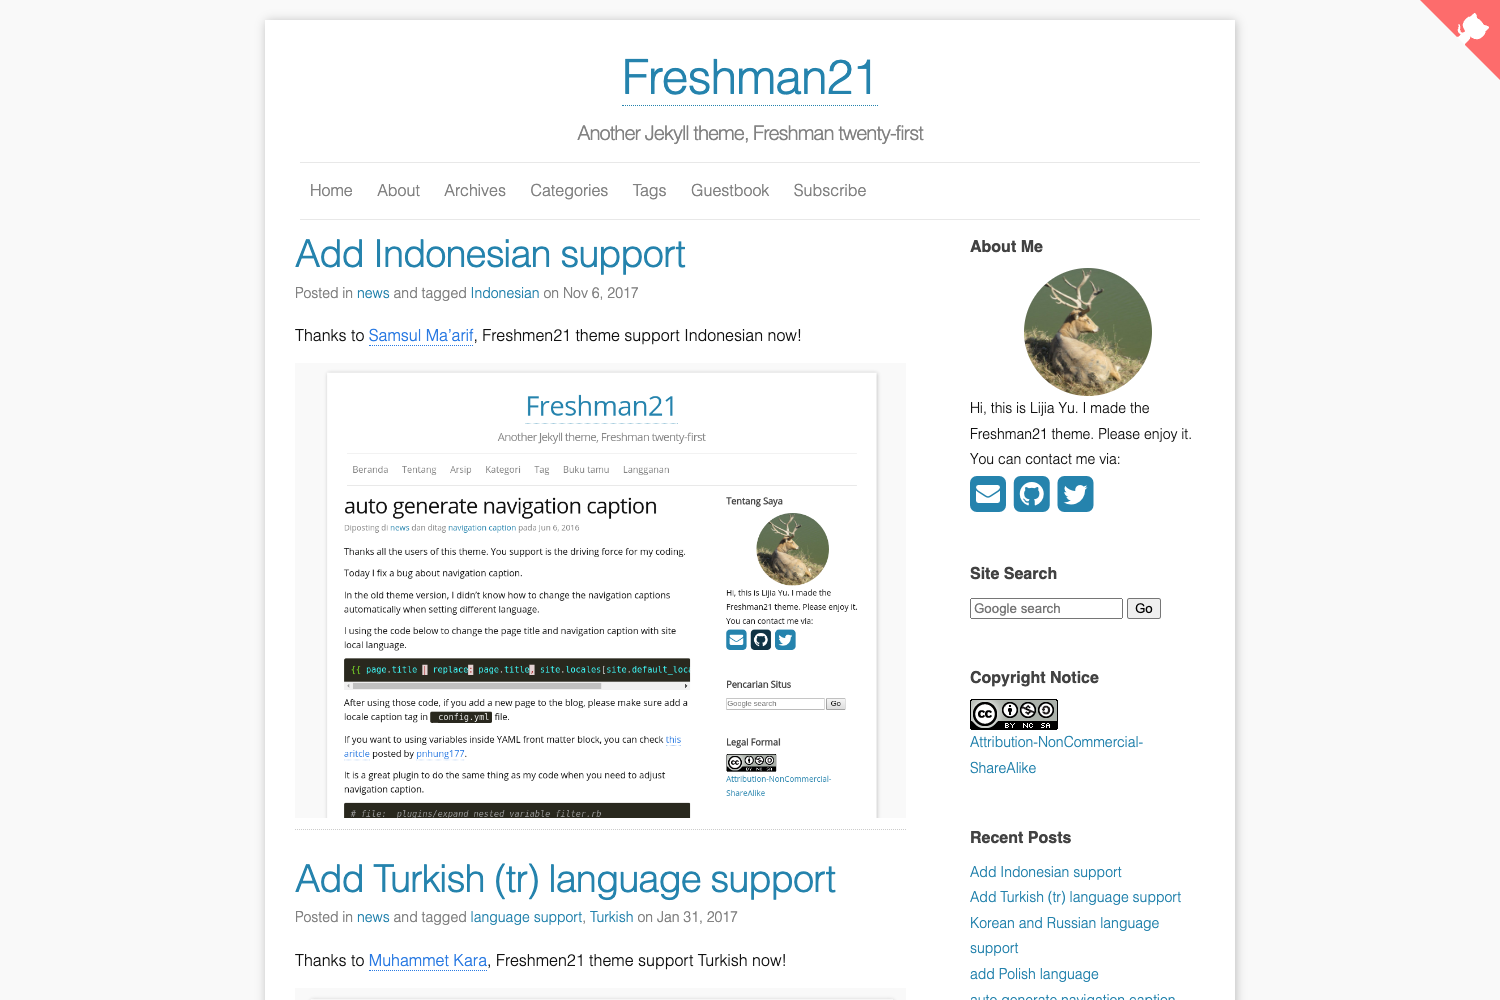 Freshman21
Another Jekyll theme, Freshman twenty-first
Home About Archives Categories Tags Guestbook Subscribe
Add Indonesian support
Posted in news and tagged Indonesian on Nov 6, 2017
Thanks to Samsul Ma’arif, Freshmen21 theme support Indonesian now!
Freshman21
Another Jekyll theme, Freshman twenty-first
Beranda Tentang Arsip Kategori Tag Buku tamu Langganan
auto generate navigation caption
Diposting di news dan ditag navigation caption pada Jun 6, 2016
Thanks all the users of this theme. You support is the driving force for my coding.
Today I fix a bug about navigation caption.
In the old theme version, I didn't know how to change the navigation captions
automatically when setting different language.
I using the code below to change the page title and navigation caption with site
local language.
{{ page.title | replace: page.title, site.locales[site.default_loc
After using those code, if you add a new page to the blog, please make sure add a
locale caption tag in _config.yml file.
If you want to using variables inside YAML front matter block, you can check this
aritcle posted by pnhung177.
It is a great plugin to do the same thing as my code when you need to adjust
navigation caption.
# file: _plugins/expand_nested_variable_filter.rb
Tentang Saya
Hi, this is Lijia Yu. I made the
Freshman21 theme. Please enjoy it.
You can contact me via:
Pencarian Situs
Google search Go
Legal Formal
cc BY NC SA
Attribution-NonCommercial-
ShareAlike
Add Turkish (tr) language support
Posted in news and tagged language support, Turkish on Jan 31, 2017
Thanks to Muhammet Kara, Freshmen21 theme support Turkish now!
About Me
Hi, this is Lijia Yu. I made the
Freshman21 theme. Please enjoy it.
You can contact me via:
Site Search
Google search Go
Copyright Notice
cc BY NC SA
Attribution-NonCommercial-
ShareAlike
Recent Posts
Add Indonesian support
Add Turkish (tr) language support
Korean and Russian language
support
add Polish language
auto generate navigation caption